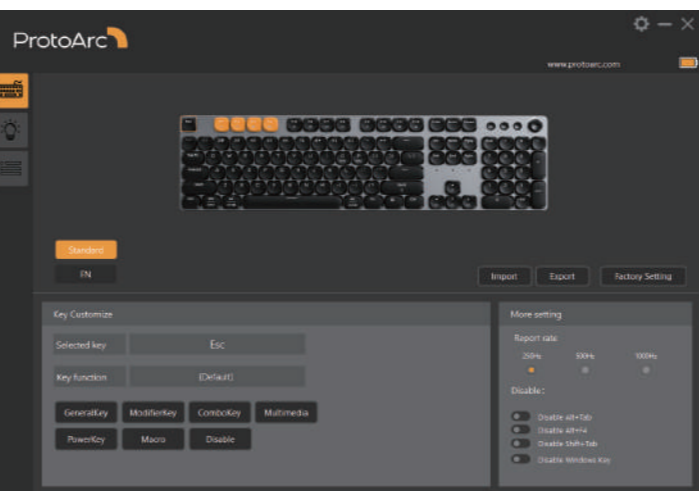 ProtoArc
www.protoarc.com
Standard
FN
Import Export Factory Setting
Key Customize
Selected key Esc
Key function (Default)
GeneralKey ModifierKey ComboKey Multimedia
PowerKey Macro Disable
More setting
Report rate:
250Hz 500Hz 1000Hz
Disable:
Disable Alt+Tab
Disable Alt+F4
Disable Shift+Tab
Disable Windows Key